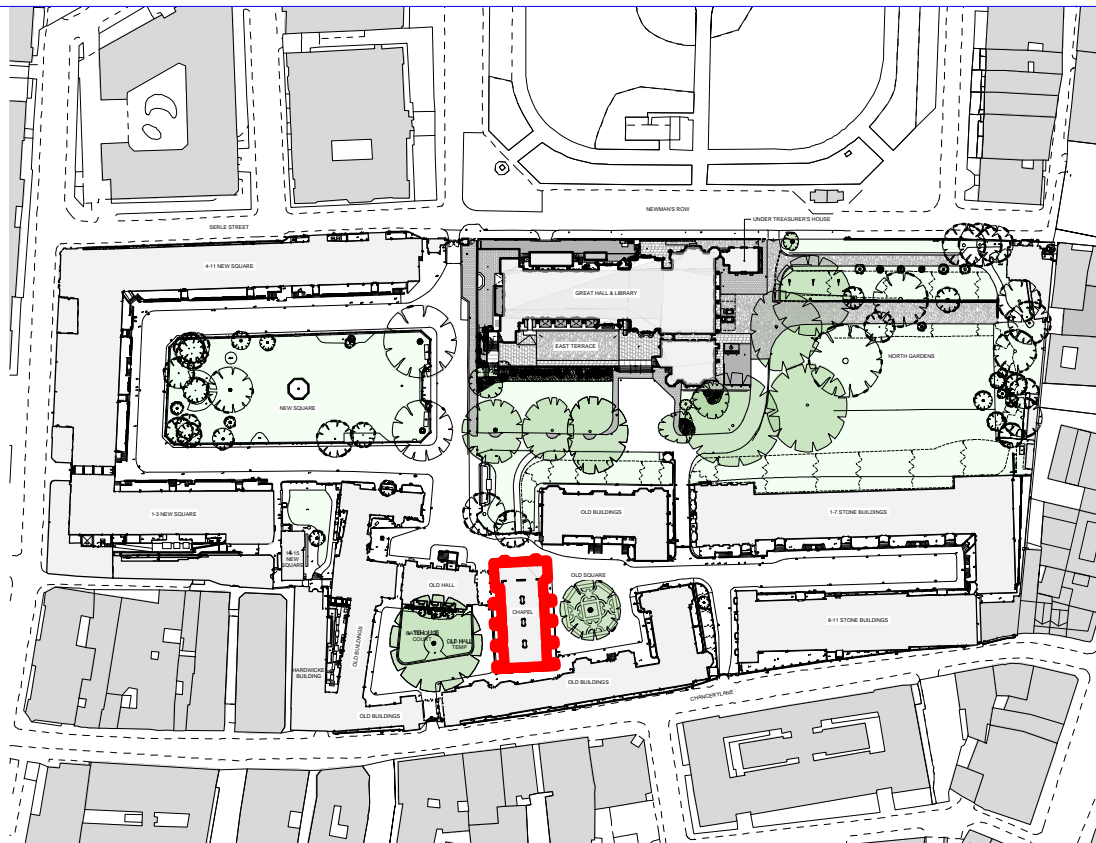 NEWMAN'S ROW
UNDER TREASURER'S HOUSE
SERLE STREET
4-11 NEW SQUARE
GREAT HALL & LIBRARY
EAST TERRACE
NORTH GARDENS
NEW SQUARE
1-3 NEW SQUARE
OLD BUILDINGS
1-7 STONE BUILDINGS
NEW
SQUARE
OLD HALL
OLD SQUARE
CHAPEL
8-11 STONE BUILDINGS
COURT
OLD HALL
TEMP
OLD BUILDINGS
HARDWICKE
BUILDING
OLD BUILDINGS
CHANCERY LANE
OLD BUILDINGS